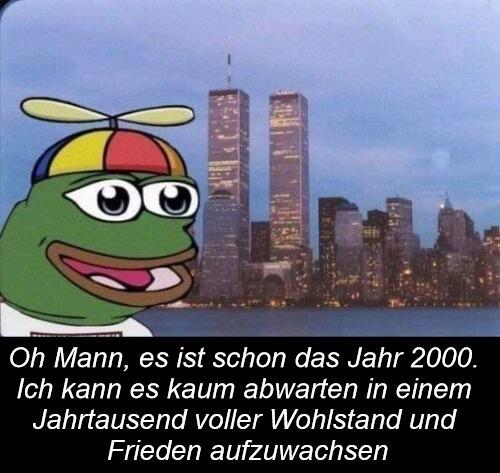 Oh Mann, es ist schon das Jahr 2000.
Ich kann es kaum abwarten in einem
Jahrtausend voller Wohlstand und
Frieden aufzuwachsen